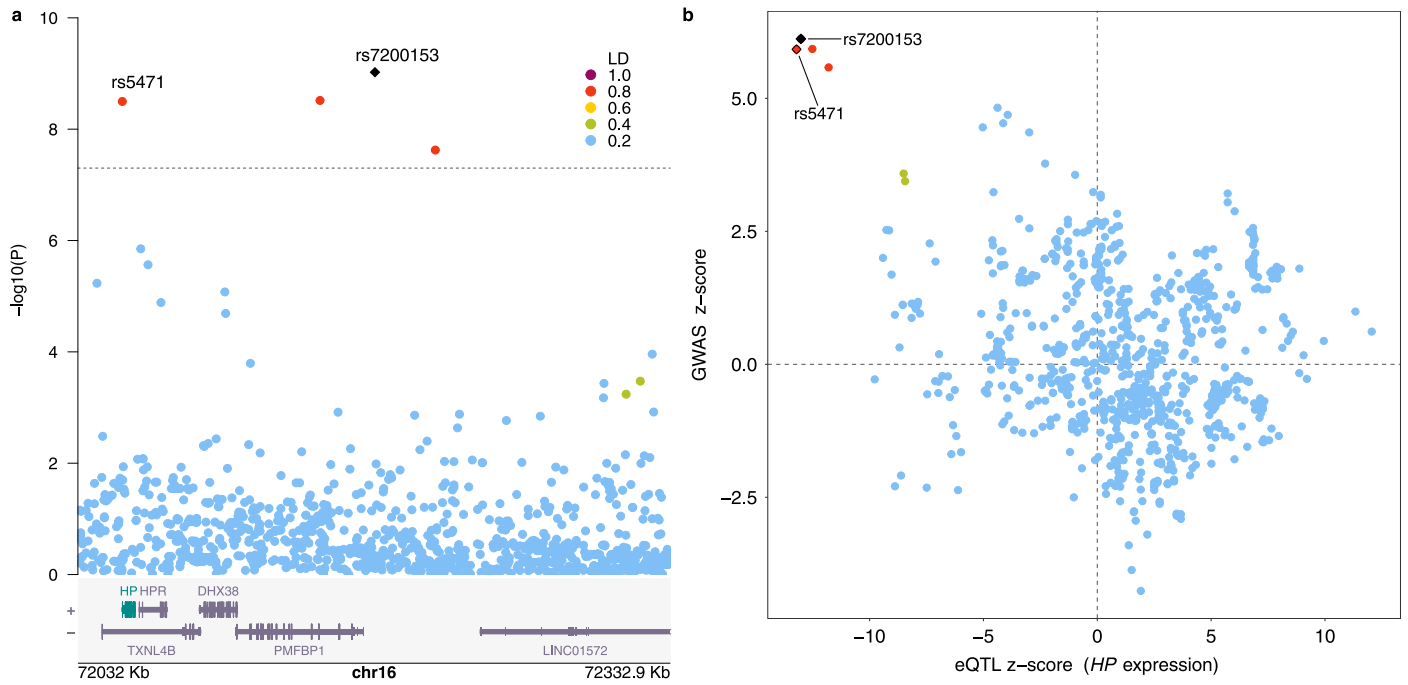 a
10
8
6
4
2
0
-log10(P)
rs5471
rs7200153
LD
1.0
0.8
0.6
0.4
0.2
HP HPR DHX38
+
−
TXNL4B PMFBP1 LINC01572
72032 Kb chr16 72332.9 Kb
b
rs7200153
rs5471
5.0
2.5
0.0
−2.5
GWAS z-score
−10 −5 0 5 10
eQTL z-score (HP expression)